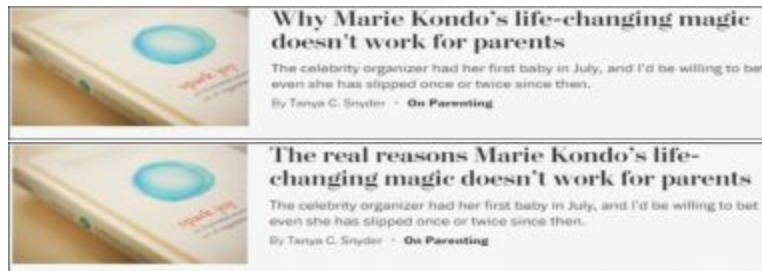 Why Marie Kondo's life-changing magic
doesn't work for parents
The celebrity organizer had her first baby in July, and I'd be willing to bet
even she has slipped once or twice since then.
By Tanya C. Snyder • On Parenting
spark joy
The real reasons Marie Kondo's life-
changing magic doesn't work for parents
The celebrity organizer had her first baby in July, and I'd be willing to bet
even she has slipped once or twice since then.
By Tanya C. Snyder • On Parenting
spark joy